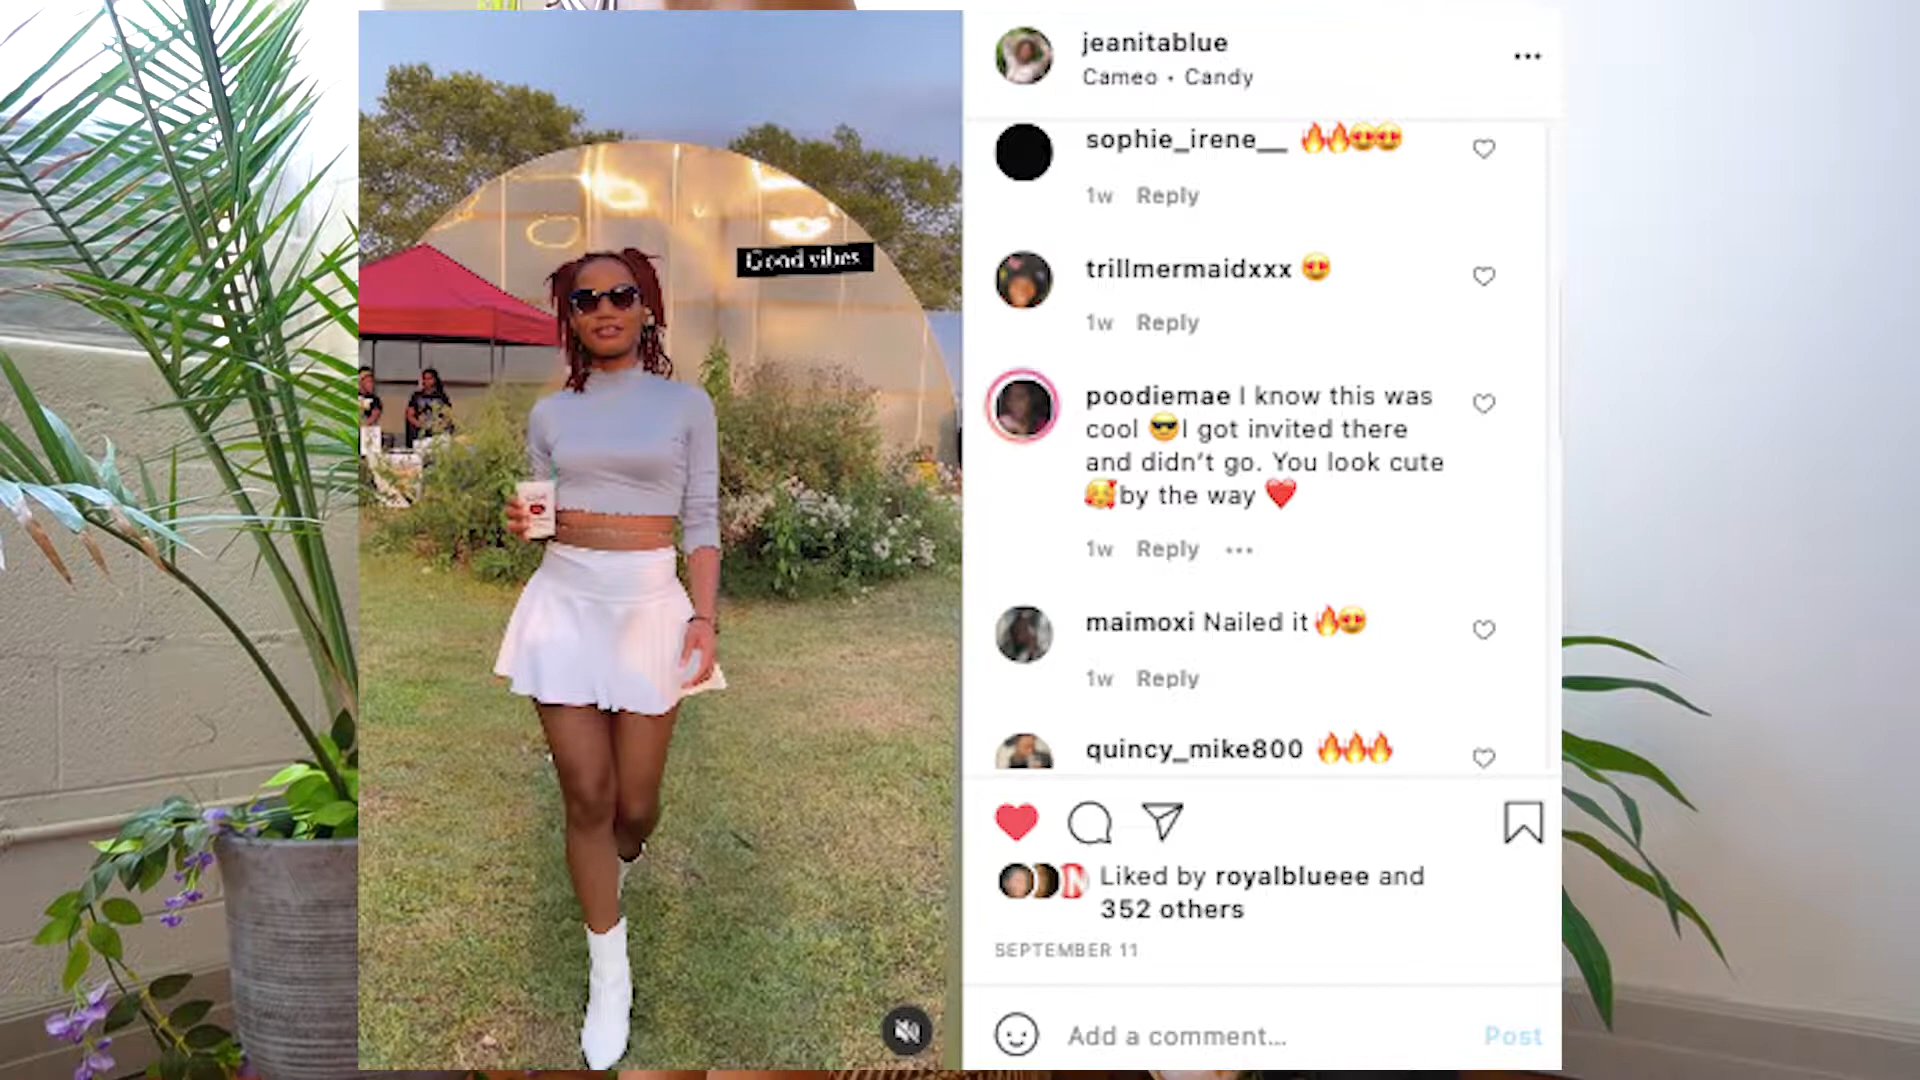 Good vibes
jeanitablue
Cameo • Candy
sophie_irene__ 🔥🔥😍😍
1w Reply
trillmermaidxxx 😍
1w Reply
poodiemae I know this was
cool 😎I got invited there
and didn't go. You look cute
🥰by the way ❤️
1w Reply
maimoxi Nailed it🔥😍
1w Reply
quincy_mike800 🔥🔥🔥
Liked by royalblueee and
352 others
SEPTEMBER 11
Add a comment...
Post